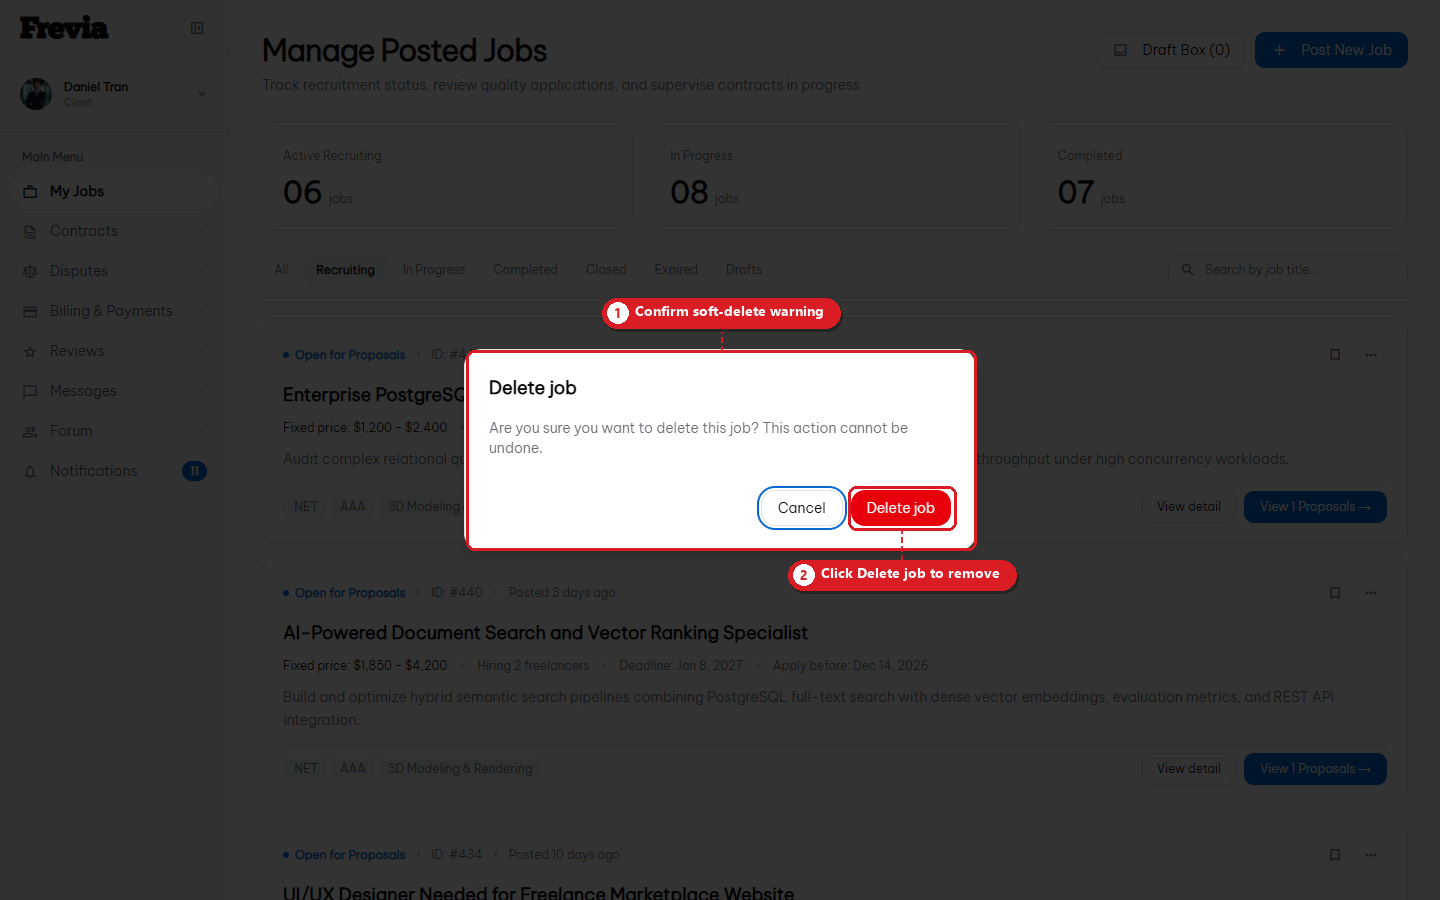 Frevia
Manage Posted Jobs
Draft Box (0)
Post New Job
Track recruitment status, review quality applications, and supervise contracts in progress
Daniel Tran
Client
Main Menu
My Jobs
Contracts
Disputes
Billing & Payments
Reviews
Messages
Forum
Notifications
11
Active Recruiting
06 jobs
In Progress
08 jobs
Completed
07 jobs
All
Recruiting
In Progress
Completed
Closed
Expired
Drafts
Search by job title...
1 Confirm soft-delete warning
Open for Proposals
ID:
Enterprise
Fixed price: $1,200 - $2,400
Audit complex relational
throughput under high concurrency workloads.
.NET
AAA
3D Modeling
View detail
View 1 Proposals →
Delete job
Are you sure you want to delete this job? This action cannot be
undone.
Cancel
Delete job
2 Click Delete job to remove
Open for Proposals • ID: #440 • Posted 3 days ago
AI-Powered Document Search and Vector Ranking Specialist
Fixed price: $1,850 - $4,200 • Hiring 2 freelancers • Deadline: Jan 8, 2027 • Apply before: Dec 14, 2026
Build and optimize hybrid semantic search pipelines combining PostgreSQL full-text search with dense vector embeddings, evaluation metrics, and REST API
integration.
.NET
AAA
3D Modeling & Rendering
View detail
View 1 Proposals →
Open for Proposals • ID: #434 • Posted 10 days ago
UI/UX Designer Needed for Freelance Marketplace Website